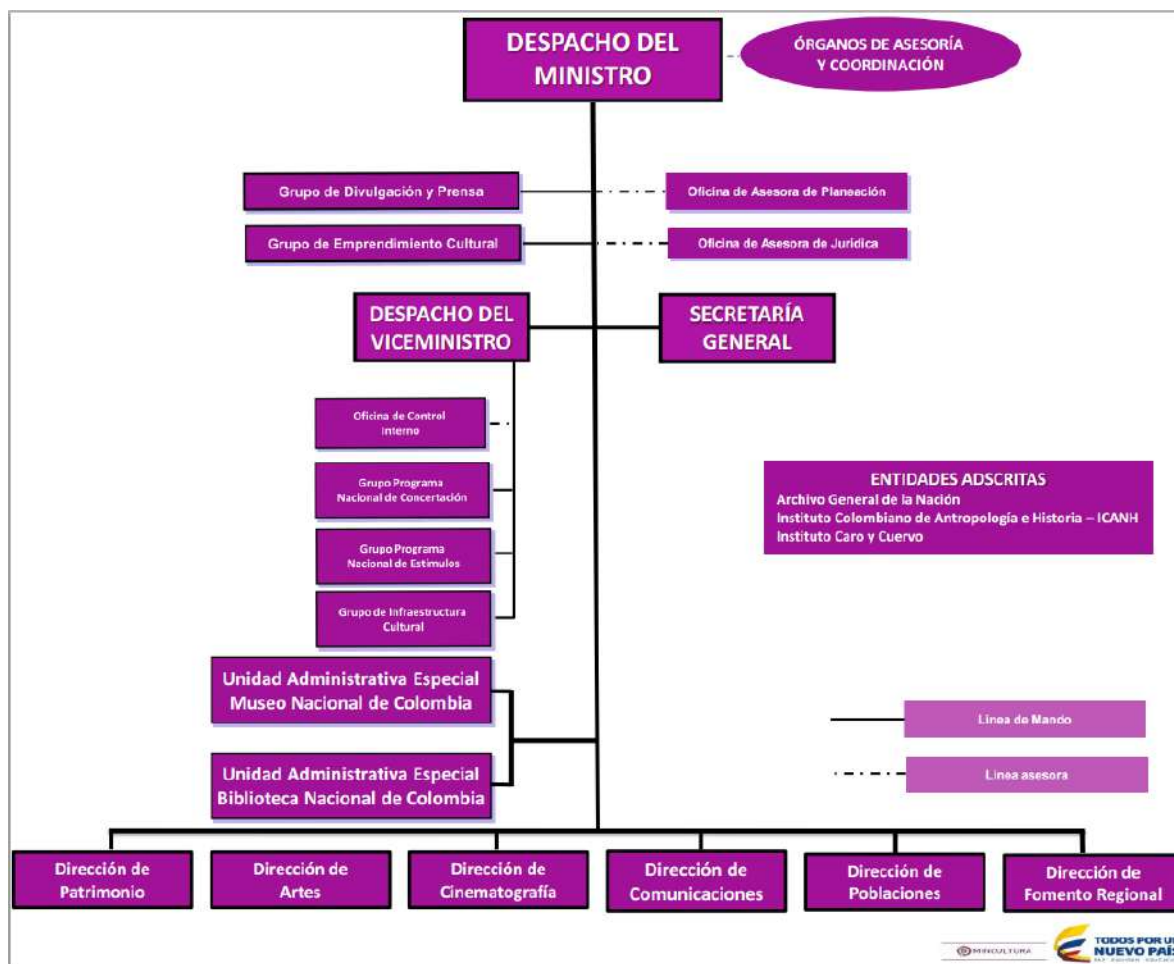 DESPACHO DEL
MINISTRO
ÓRGANOS DE ASESORÍA
Y COORDINACIÓN
Grupo de Divulgación y Prensa
Oficina de Asesora de Planeación
Grupo de Emprendimiento Cultural
Oficina de Asesora de Juridica
DESPACHO DEL
VICEMINISTRO
SECRETARÍA
GENERAL
Oficina de Control
Interno
Grupo Programa
Nacional de Concertación
Grupo Programa
Nacional de Estimulos
Grupo de Infraestructura
Cultural
ENTIDADES ADSCRITAS
Archivo General de la Nación
Instituto Colombiano de Antropología e Historia – ICANH
Instituto Caro y Cuervo
Unidad Administrativa Especial
Museo Nacional de Colombia
Unidad Administrativa Especial
Biblioteca Nacional de Colombia
Linea de Mando
Linea asesora
Dirección de
Patrimonio
Dirección de
Artes
Dirección de
Cinematografía
Dirección de
Comunicaciones
Dirección de
Poblaciones
Dirección de
Fomento Regional
MINCULTURA
TODOS POR U
NUEVO PAÍS